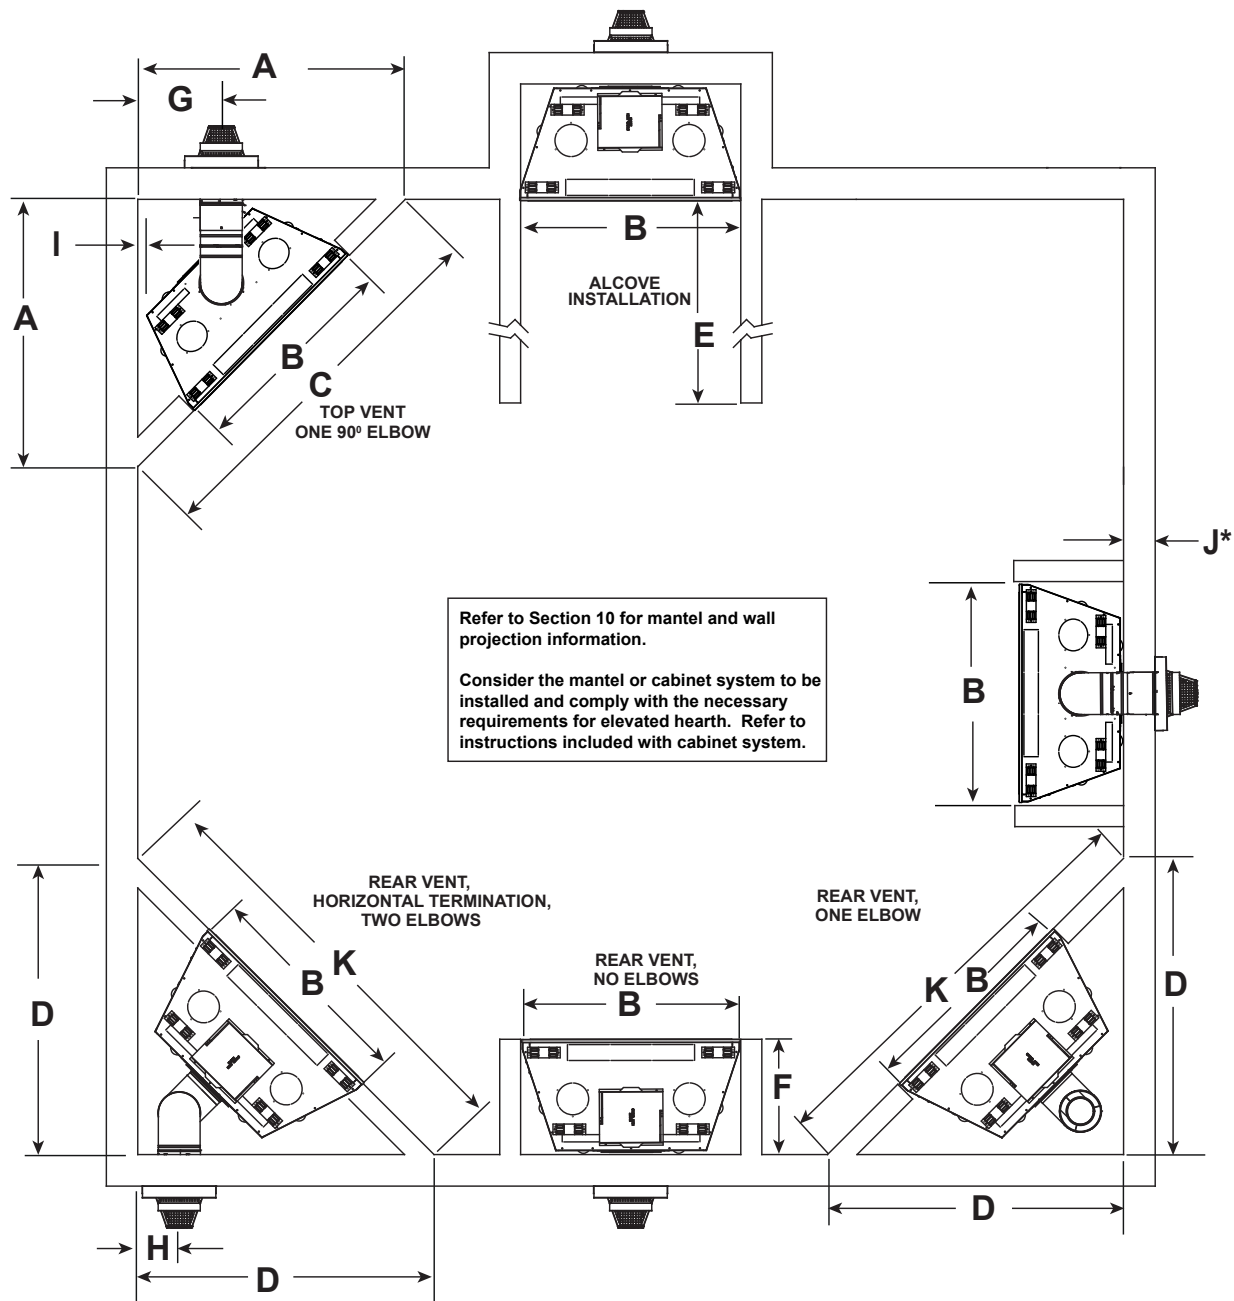 A
G
I
A
B
ALCOVE
INSTALLATION
E
B
C
TOP VENT
ONE 90⁰ ELBOW
J*
Refer to Section 10 for mantel and wall
projection information.
Consider the mantel or cabinet system to be
installed and comply with the necessary
requirements for elevated hearth. Refer to
instructions included with cabinet system.
B
REAR VENT,
HORIZONTAL TERMINATION,
TWO ELBOWS
REAR VENT,
ONE ELBOW
K
B
REAR VENT,
NO ELBOWS
B
K
B
D
D
F
D
H
D